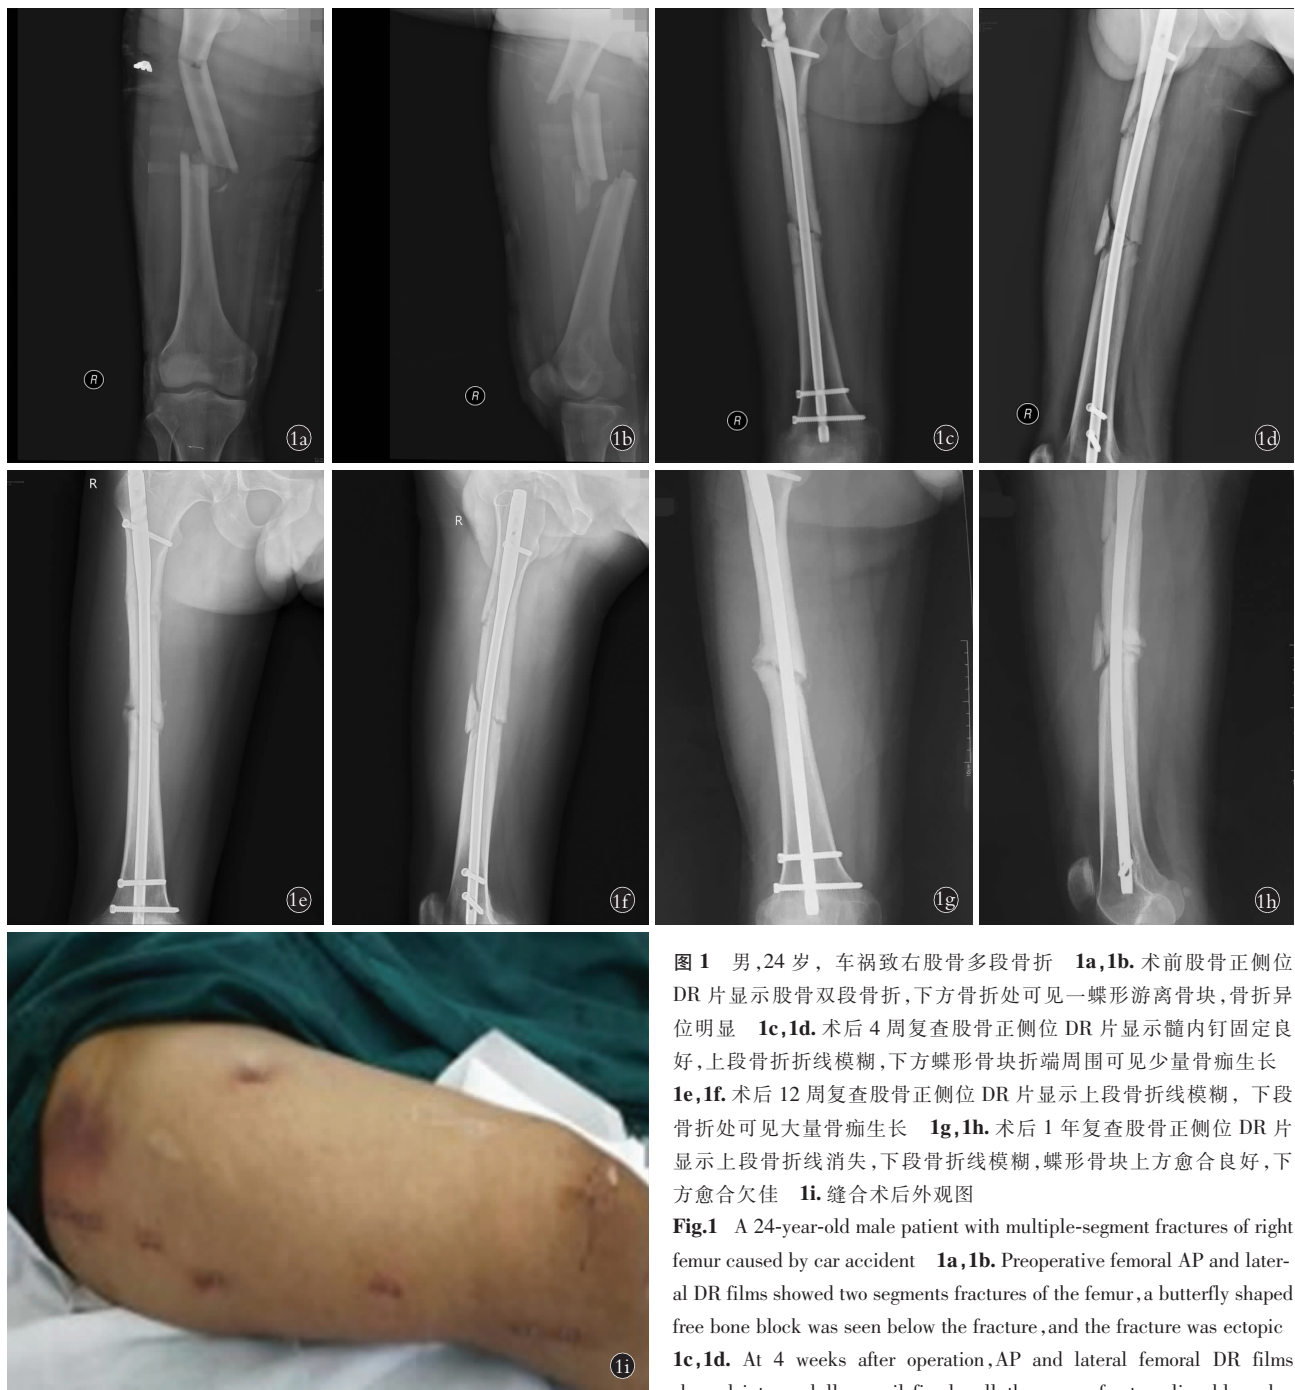 R
1a
R
1b
R
1c
R
1d
R
1e
R
1f
1g
1h
1i
图 1 男,24 岁，车祸致右股骨多段骨折 1a,1b. 术前股骨正侧位
DR 片显示股骨双段骨折,下方骨折处可见一蝶形游离骨块,骨折异
位明显 1c,1d. 术后 4 周复查股骨正侧位 DR 片显示髓内钉固定良
好,上段骨折折线模糊,下方蝶形骨块折端周围可见少量骨痂生长
1e,1f. 术后 12 周复查股骨正侧位 DR 片显示上段骨折线模糊，下段
骨折处可见大量骨痂生长 1g,1h. 术后 1 年复查股骨正侧位 DR 片
显示上段骨折线消失,下段骨折线模糊,蝶形骨块上方愈合良好,下
方愈合欠佳 1i. 缝合术后外观图
Fig.1 A 24-year-old male patient with multiple-segment fractures of right
femur caused by car accident 1a,1b. Preoperative femoral AP and later-
al DR films showed two segments fractures of the femur,a butterfly shaped
free bone block was seen below the fracture,and the fracture was ectopic
1c,1d. At 4 weeks after operation,AP and lateral femoral DR films